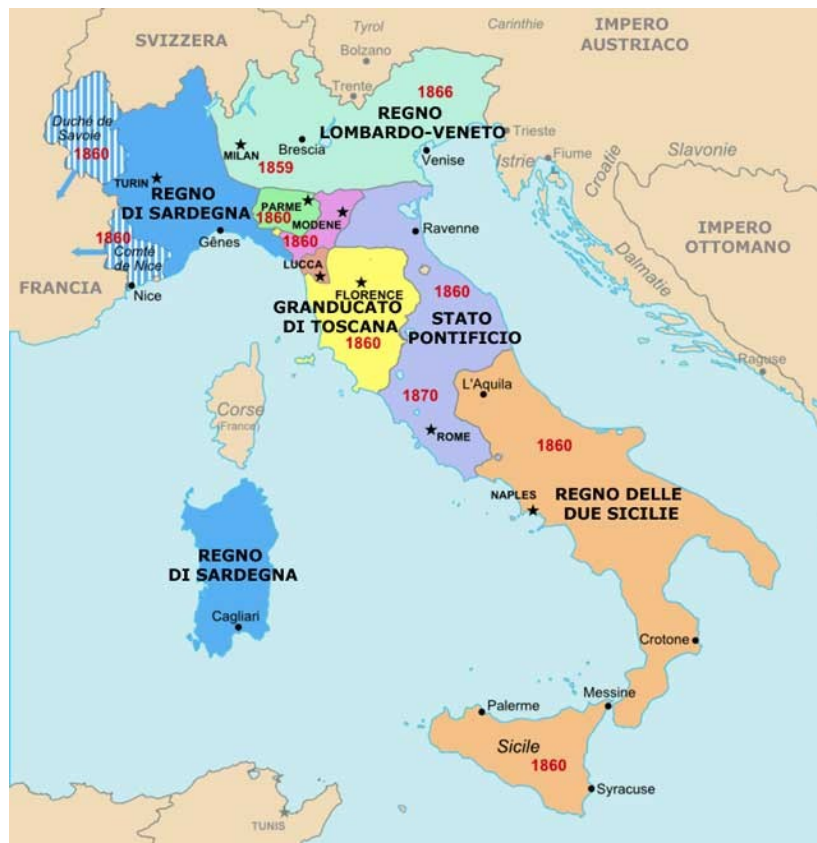 SVIZZERA
Tyrol
Carinthie
IMPERO
AUSTRIACO
Bolzano
Trente
1866
REGNO
LOMBARDO-VENETO
Duché de
Savoie
1860
Brescia
MILAN
1859
Venise
Trieste
Istrie
Fiume
Croatie
Slavonie
TURIN
REGNO
DI SARDEGNA
PARME
1860
MODENE
1860
Ravenne
IMPERO
OTTOMANO
1860
Comté
de Nice
Gênes
LUCCA
Dalmatie
FRANCIA
Nice
FLORENCE
GRANDUCATO
DI TOSCANA
1860
1860
STATO
PONTIFICIO
Raguse
Corse
(France)
1870
L'Aquila
ROME
1860
NAPLES
REGNO DELLE
DUE SICILIE
REGNO
DI SARDEGNA
Cagliari
Crotone
Palerme
Messine
Sicile
1860
Syracuse
TUNIS